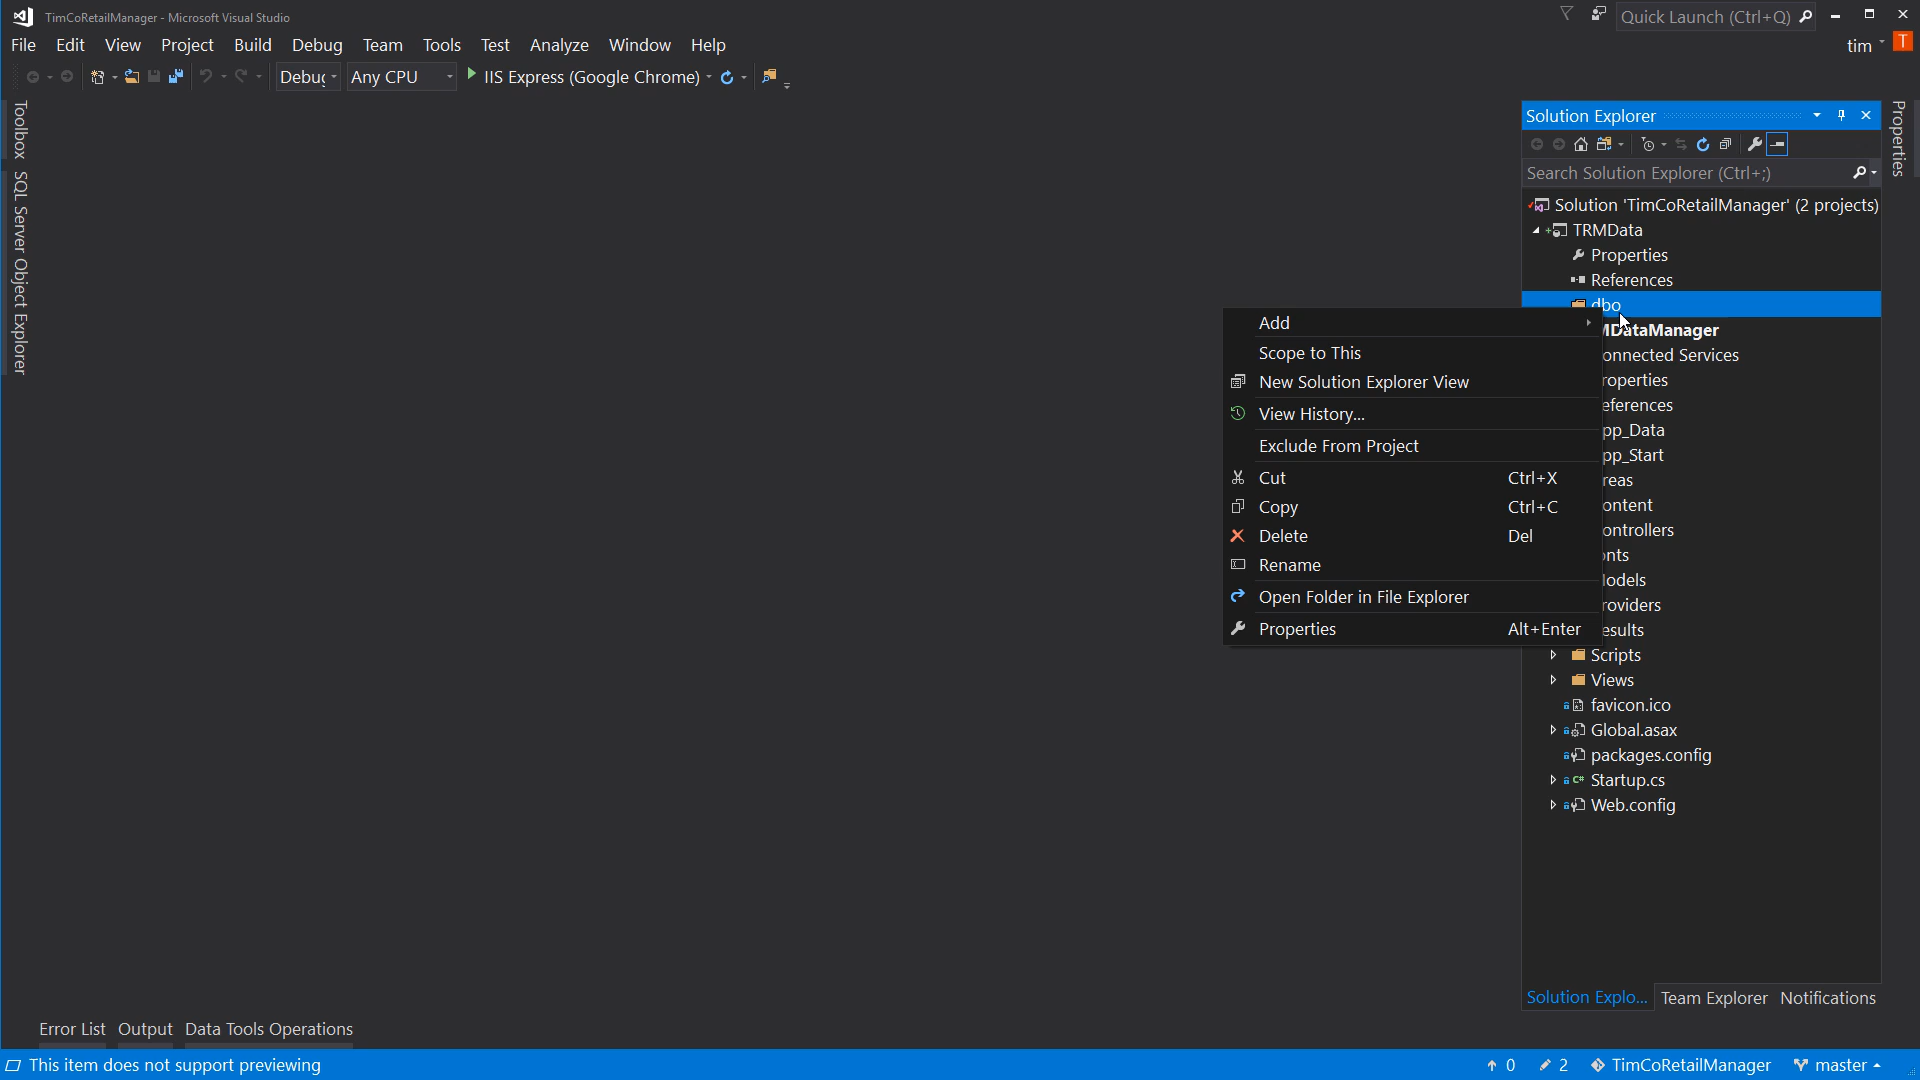 TimCoRetailManager - Microsoft Visual Studio
Quick Launch (Ctrl+Q)
File Edit View Project Build Debug Team Tools Test Analyze Window Help
tim T
Debug Any CPU IIS Express (Google Chrome)
Toolbox
SQL Server Object Explorer
Solution Explorer
Properties
Search Solution Explorer (Ctrl+;)
Solution 'TimCoRetailManager' (2 projects)
TRMData
Properties
References
dbo
MDataManager
onnected Services
roperties
eferences
pp_Data
pp_Start
reas
ontent
ontrollers
onts
lodels
roviders
esults
Scripts
Views
favicon.ico
Global.asax
packages.config
C# Startup.cs
Web.config
Add
Scope to This
New Solution Explorer View
View History...
Exclude From Project
Cut Ctrl+X
Copy Ctrl+C
Delete Del
Rename
Open Folder in File Explorer
Properties Alt+Enter
Solution Explo... Team Explorer Notifications
Error List Output Data Tools Operations
This item does not support previewing
0 2 TimCoRetailManager master